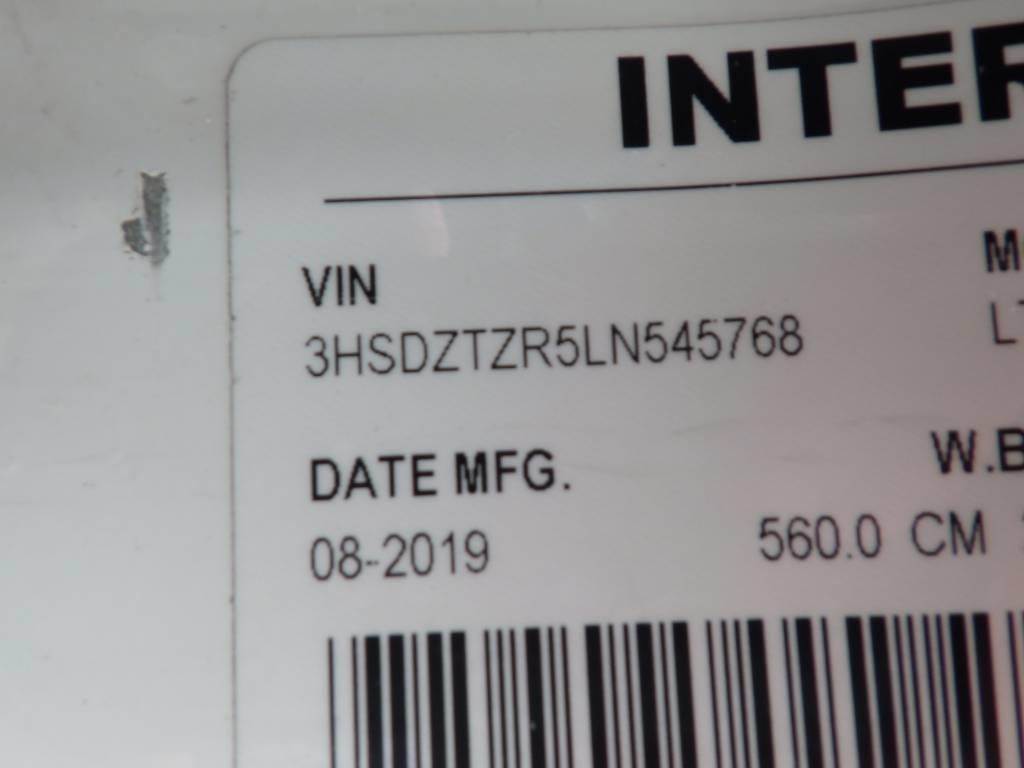 INTER
VIN M
3HSDZTZR5LN545768 L
DATE MFG. W.B
08-2019 560.0 CM